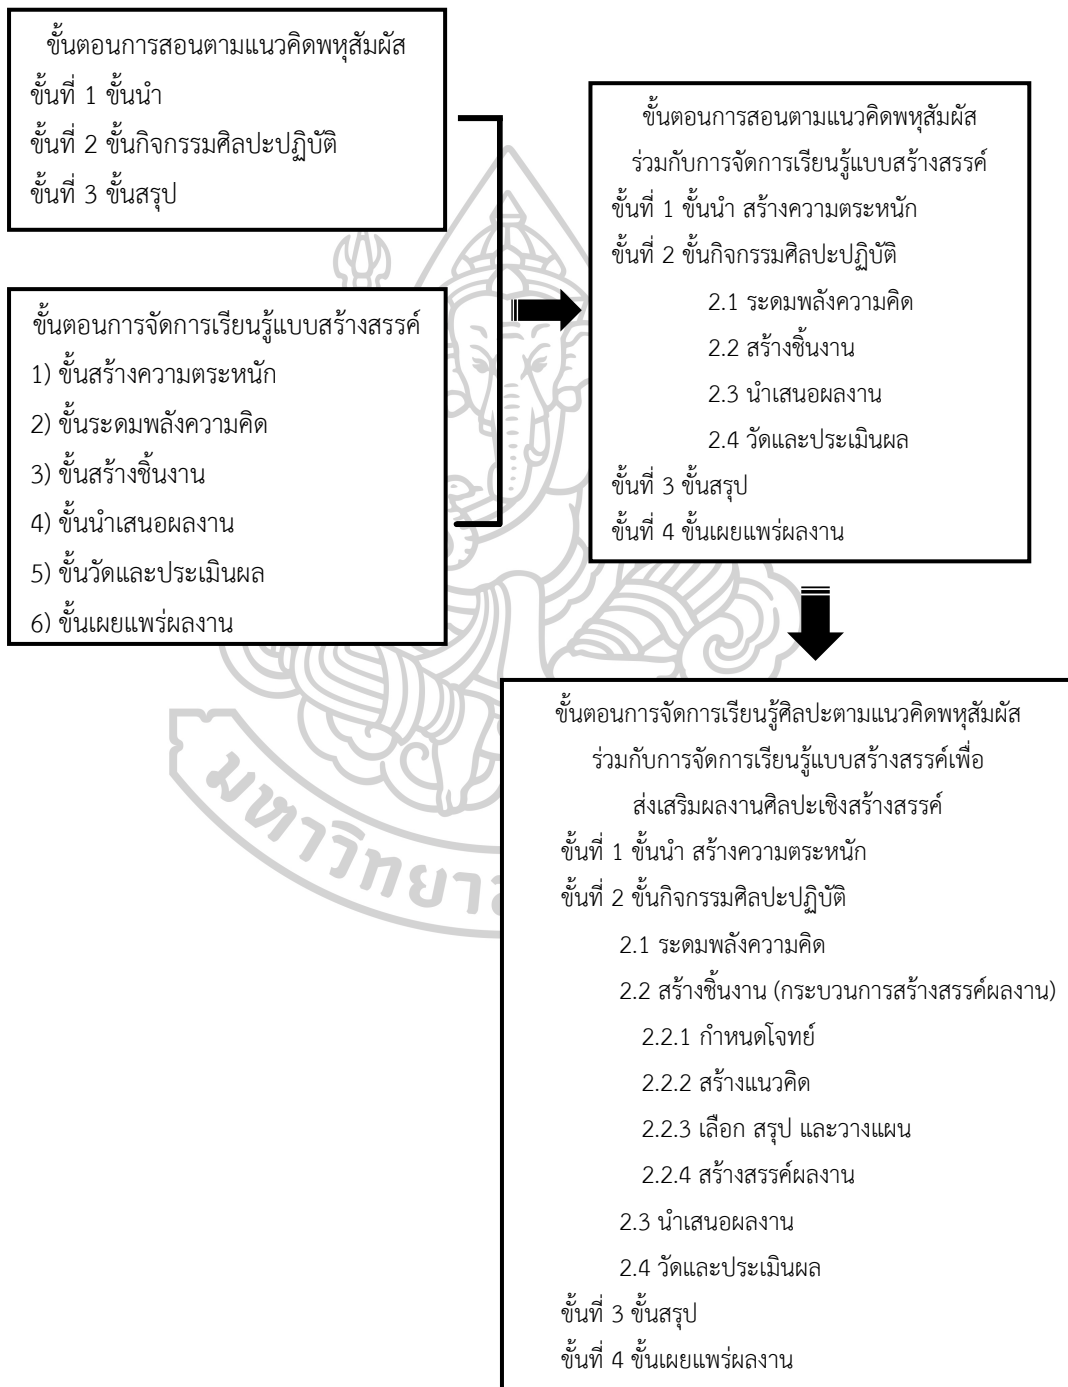 ขั้นตอนการสอนตามแนวคิดพหุสัมผัส
ขั้นที่ 1 ขั้นนำ
ขั้นที่ 2 ขั้นกิจกรรมศิลปะปฏิบัติ
ขั้นที่ 3 ขั้นสรุป
ขั้นตอนการจัดการเรียนรู้แบบสร้างสรรค์
1) ขั้นสร้างความตระหนัก
2) ขั้นระดมพลังความคิด
3) ขั้นสร้างชิ้นงาน
4) ขั้นนำเสนอผลงาน
5) ขั้นวัดและประเมินผล
6) ขั้นเผยแพร่ผลงาน
ขั้นตอนการสอนตามแนวคิดพหุสัมผัส
ร่วมกับการจัดการเรียนรู้แบบสร้างสรรค์
ขั้นที่ 1 ขั้นนำ สร้างความตระหนัก
ขั้นที่ 2 ขั้นกิจกรรมศิลปะปฏิบัติ
2.1 ระดมพลังความคิด
2.2 สร้างชิ้นงาน
2.3 นำเสนอผลงาน
2.4 วัดและประเมินผล
ขั้นที่ 3 ขั้นสรุป
ขั้นที่ 4 ขั้นเผยแพร่ผลงาน
ขั้นตอนการจัดการเรียนรู้ศิลปะตามแนวคิดพหุสัมผัส
ร่วมกับการจัดการเรียนรู้แบบสร้างสรรค์เพื่อ
ส่งเสริมผลงานศิลปะเชิงสร้างสรรค์
ขั้นที่ 1 ขั้นนำ สร้างความตระหนัก
ขั้นที่ 2 ขั้นกิจกรรมศิลปะปฏิบัติ
2.1 ระดมพลังความคิด
2.2 สร้างชิ้นงาน (กระบวนการสร้างสรรค์ผลงาน)
2.2.1 กำหนดโจทย์
2.2.2 สร้างแนวคิด
2.2.3 เลือก สรุป และวางแผน
2.2.4 สร้างสรรค์ผลงาน
2.3 นำเสนอผลงาน
2.4 วัดและประเมินผล
ขั้นที่ 3 ขั้นสรุป
ขั้นที่ 4 ขั้นเผยแพร่ผลงาน